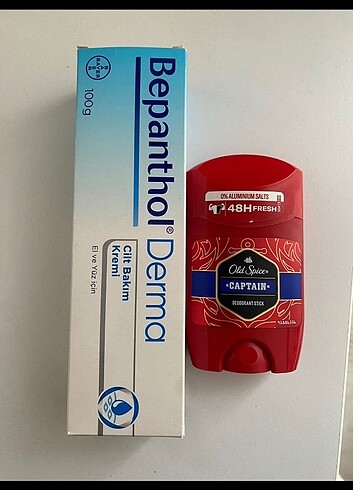 BAYER
100g
Bepanthol® Derma
Cilt Bakım
Kremi
El ve Yüz için
0% ALUMINIUM SALTS
48H FRESH
Old Spice
CAPTAIN
DEODORANT STICK